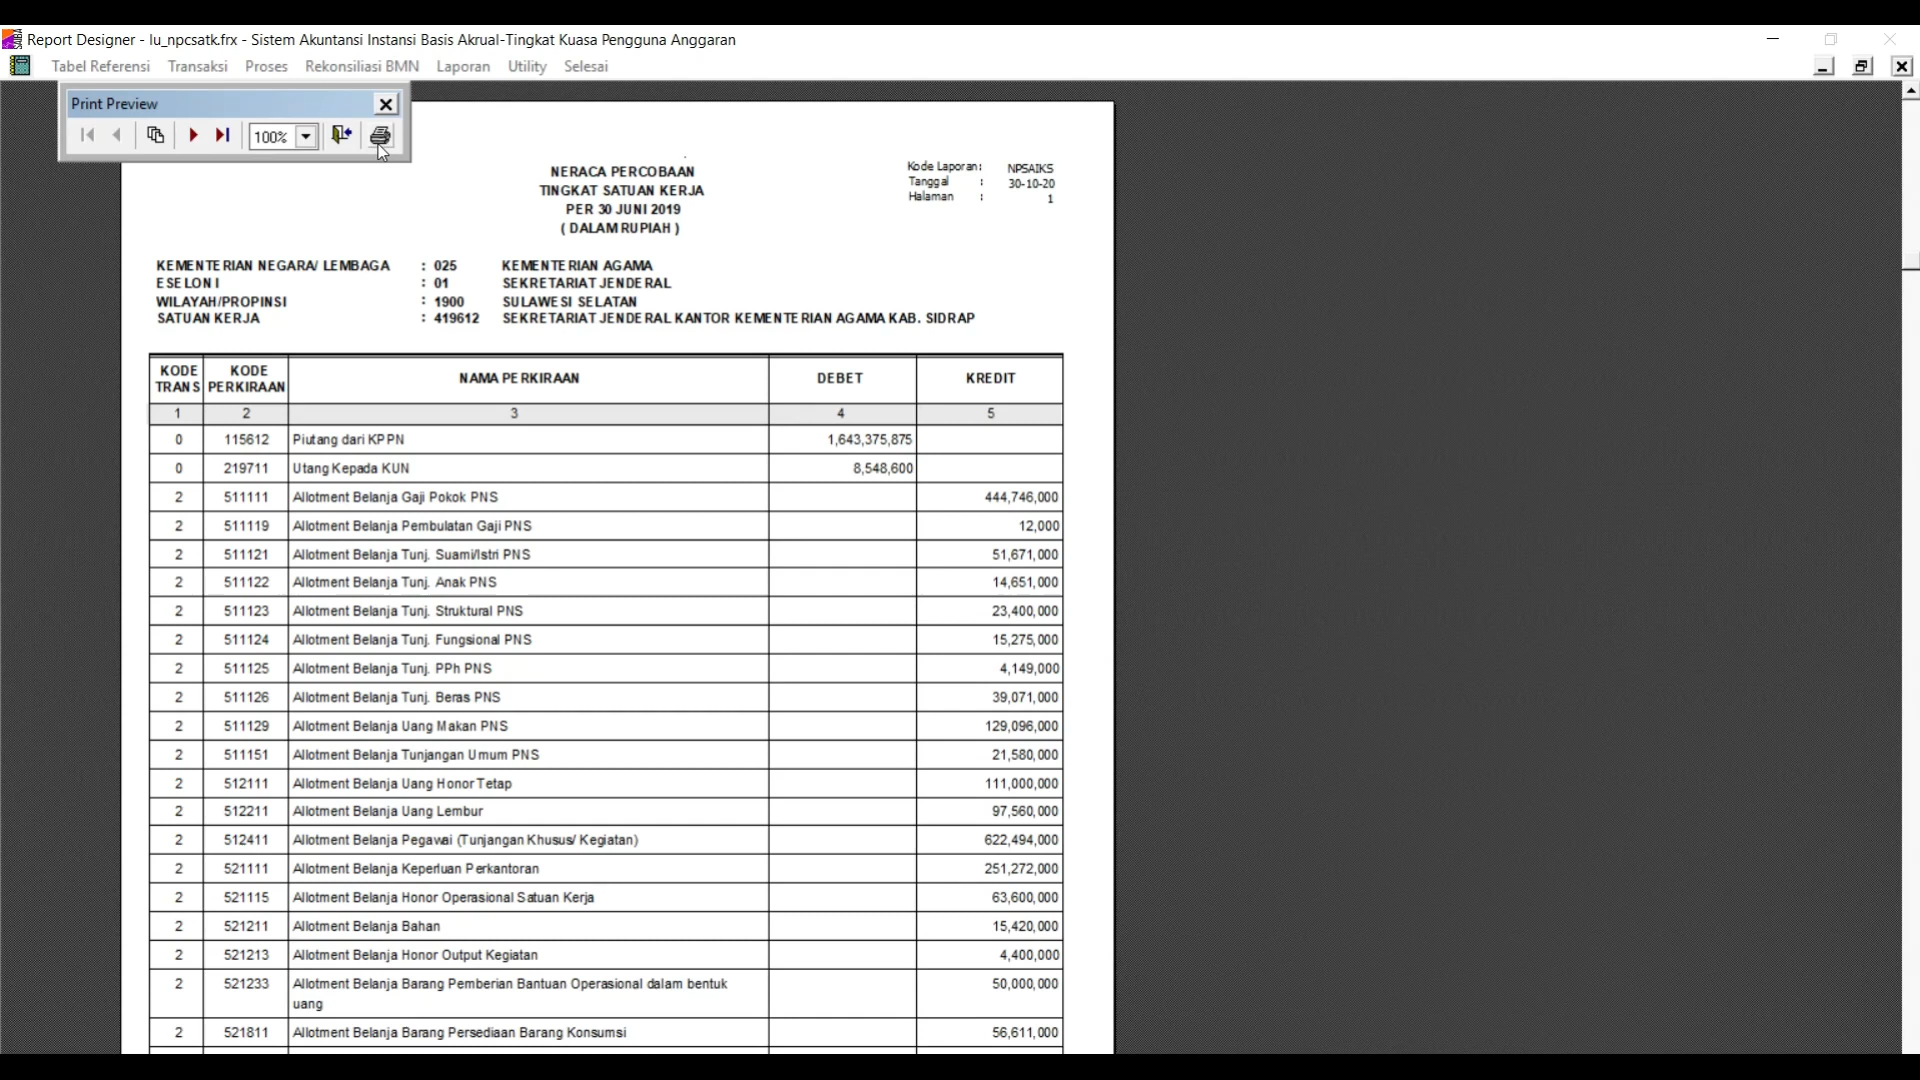 Report Designer - lu_npcsatk.frx - Sistem Akuntansi Instansi Basis Akrual-Tingkat Kuasa Pengguna Anggaran
Tabel Referensi Transaksi Proses Rekonsiliasi BMN Laporan Utility Selesai
Print Preview
100%
NERACA PERCOBAAN
TINGKAT SATUAN KERJA
PER 30 JUNI 2019
( DALAM RUPIAH )
Kode Laporan: NPSAIKS
Tanggal : 30-10-20
Halaman : 1
KEMENTERIAN NEGARA/ LEMBAGA : 025 KEMENTERIAN AGAMA
ESELON I : 01 SEKRETARIAT JENDERAL
WILAYAH/PROPINSI : 1900 SULAWESI SELATAN
SATUAN KERJA : 419612 SEKRETARIAT JENDERAL KANTOR KEMENTERIAN AGAMA KAB. SIDRAP
KODE TRANS KODE PERKIRAAN NAMA PERKIRAAN DEBET KREDIT
1 2 3 4 5
0 115612 Piutang dari KPPN 1,643,375,875
0 219711 Utang Kepada KUN 8,548,600
2 511111 Allotment Belanja Gaji Pokok PNS 444,746,000
2 511119 Allotment Belanja Pembulatan Gaji PNS 12,000
2 511121 Allotment Belanja Tunj. Suami/Istri PNS 51,671,000
2 511122 Allotment Belanja Tunj. Anak PNS 14,651,000
2 511123 Allotment Belanja Tunj. Struktural PNS 23,400,000
2 511124 Allotment Belanja Tunj. Fungsional PNS 15,275,000
2 511125 Allotment Belanja Tunj. PPh PNS 4,149,000
2 511126 Allotment Belanja Tunj. Beras PNS 39,071,000
2 511129 Allotment Belanja Uang Makan PNS 129,096,000
2 511151 Allotment Belanja Tunjangan Umum PNS 21,580,000
2 512111 Allotment Belanja Uang Honor Tetap 111,000,000
2 512211 Allotment Belanja Uang Lembur 97,560,000
2 512411 Allotment Belanja Pegawai (Tunjangan Khusus/ Kegiatan) 622,494,000
2 521111 Allotment Belanja Keperluan Perkantoran 251,272,000
2 521115 Allotment Belanja Honor Operasional Satuan Kerja 63,600,000
2 521211 Allotment Belanja Bahan 15,420,000
2 521213 Allotment Belanja Honor Output Kegiatan 4,400,000
2 521233 Allotment Belanja Barang Pemberian Bantuan Operasional dalam bentuk 50,000,000
uang
2 521811 Allotment Belanja Barang Persediaan Barang Konsumsi 56,611,000